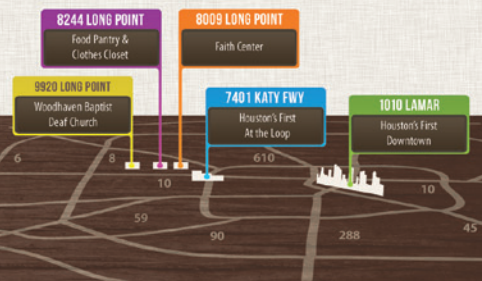 8244 LONG POINT
Food Pantry &
Clothes Closet
8009 LONG POINT
Faith Center
9920 LONG POINT
Woodhaven Baptist
Deaf Church
7401 KATY FWY
Houston's First
At the Loop
1010 LAMAR
Houston's First
Downtown
6
8
610
10
10
59
90
288
45